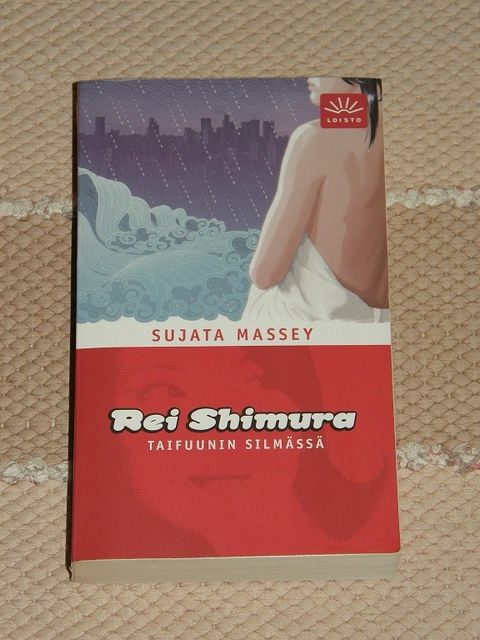 LOISTO
SUJATA MASSEY
Rei Shimura
TAIFUUNIN SILMÄSSÄ